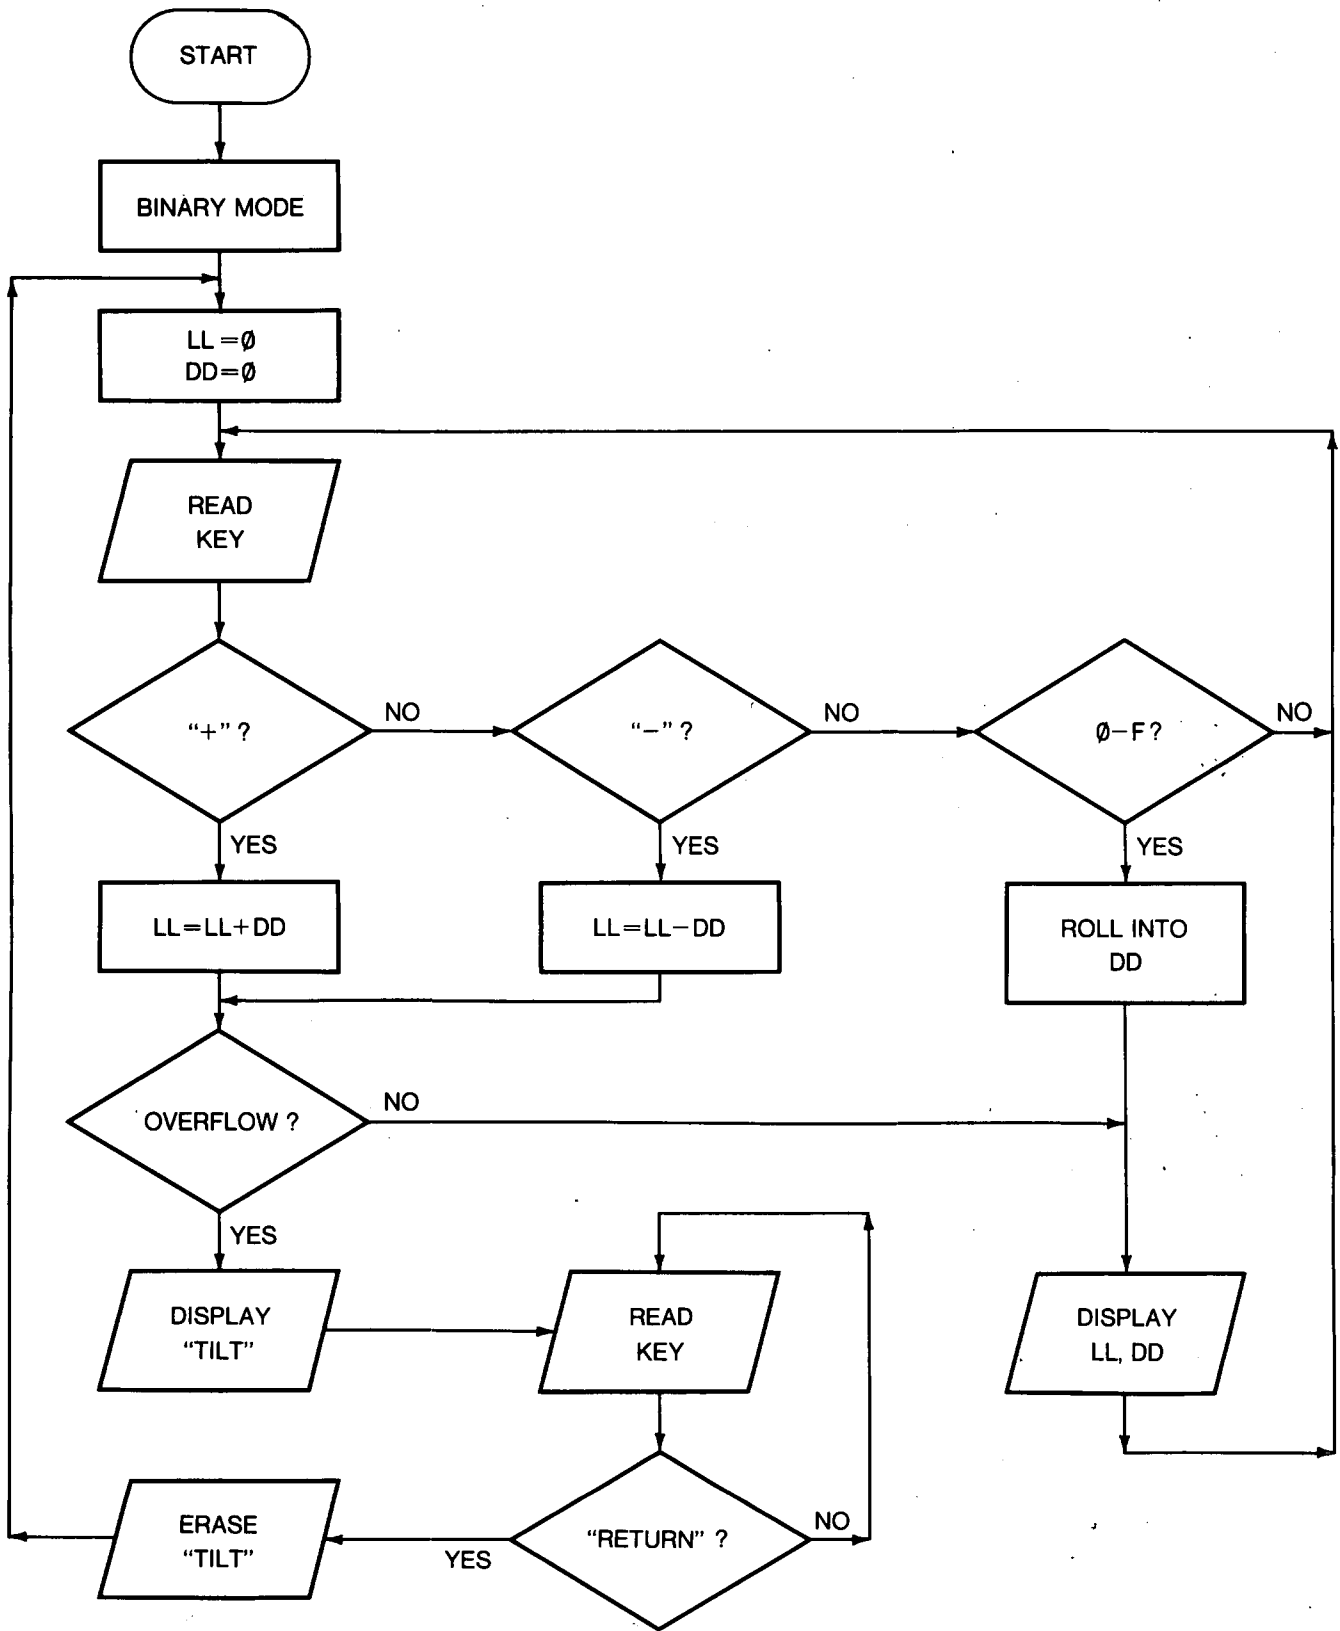 START
BINARY MODE
LL=Ø
DD=Ø
READ
KEY
“+” ?
NO
“−” ?
NO
Ø−F ?
NO
YES
YES
YES
LL=LL+DD
LL=LL−DD
ROLL INTO
DD
OVERFLOW ?
NO
YES
DISPLAY
“TILT”
READ
KEY
DISPLAY
LL, DD
ERASE
“TILT”
YES
“RETURN” ?
NO